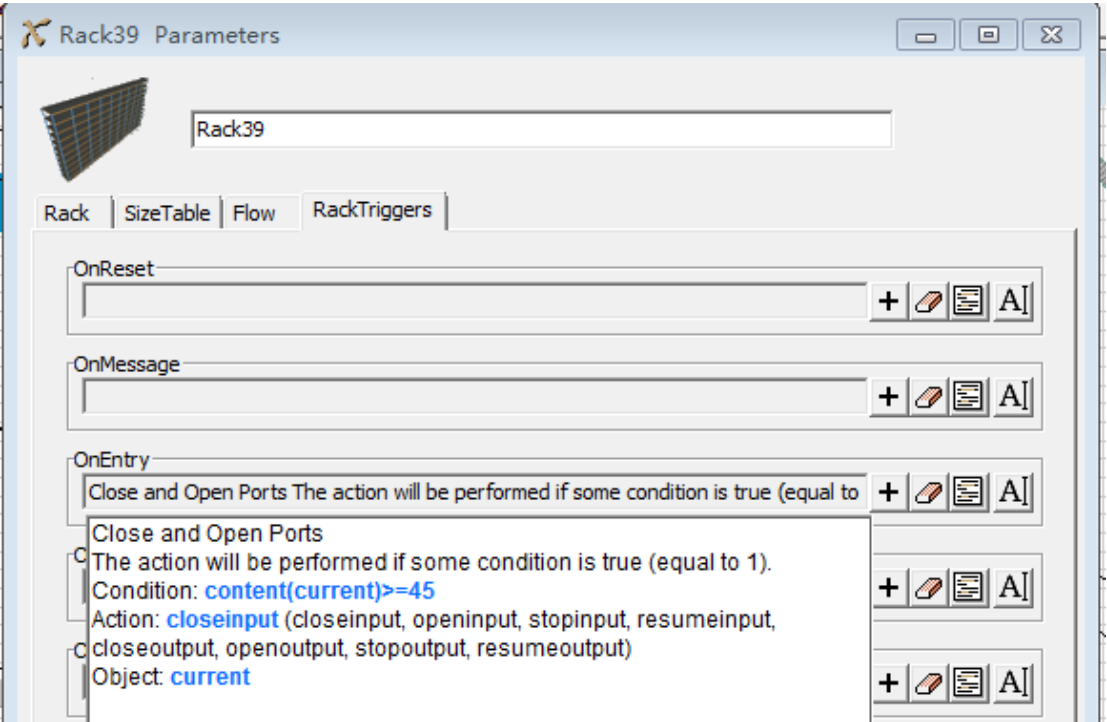 Rack39 Parameters
Rack39
Rack SizeTable Flow RackTriggers
OnReset
OnMessage
OnEntry
Close and Open Ports The action will be performed if some condition is true (equal to
Close and Open Ports
The action will be performed if some condition is true (equal to 1).
Condition: content(current)>=45
Action: closeinput (closeinput, openinput, stopinput, resumeinput,
closeoutput, openoutput, stopoutput, resumeoutput)
Object: current